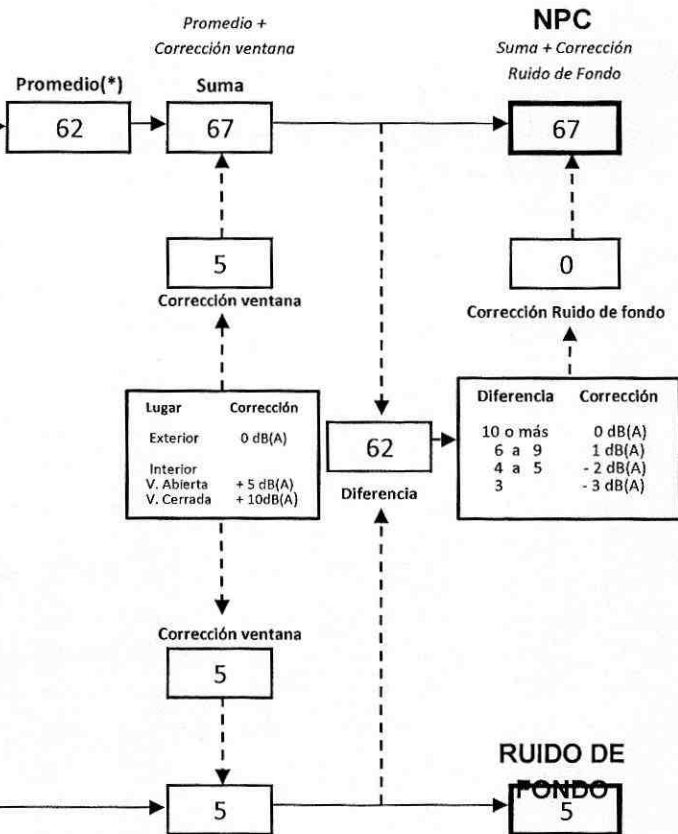 Promedio +
Corrección ventana
NPC
Suma + Corrección
Ruido de Fondo
Promedio(*)
Suma
62
67
67
5
0
Corrección ventana
Corrección Ruido de fondo
Lugar Corrección
Exterior 0 dB(A)
Interior
V. Abierta + 5 dB(A)
V. Cerrada + 10dB(A)
62
Diferencia
Diferencia Corrección
10 o más 0 dB(A)
6 a 9 1 dB(A)
4 a 5 - 2 dB(A)
3 - 3 dB(A)
Corrección ventana
5
RUIDO DE
FONDO
5
5